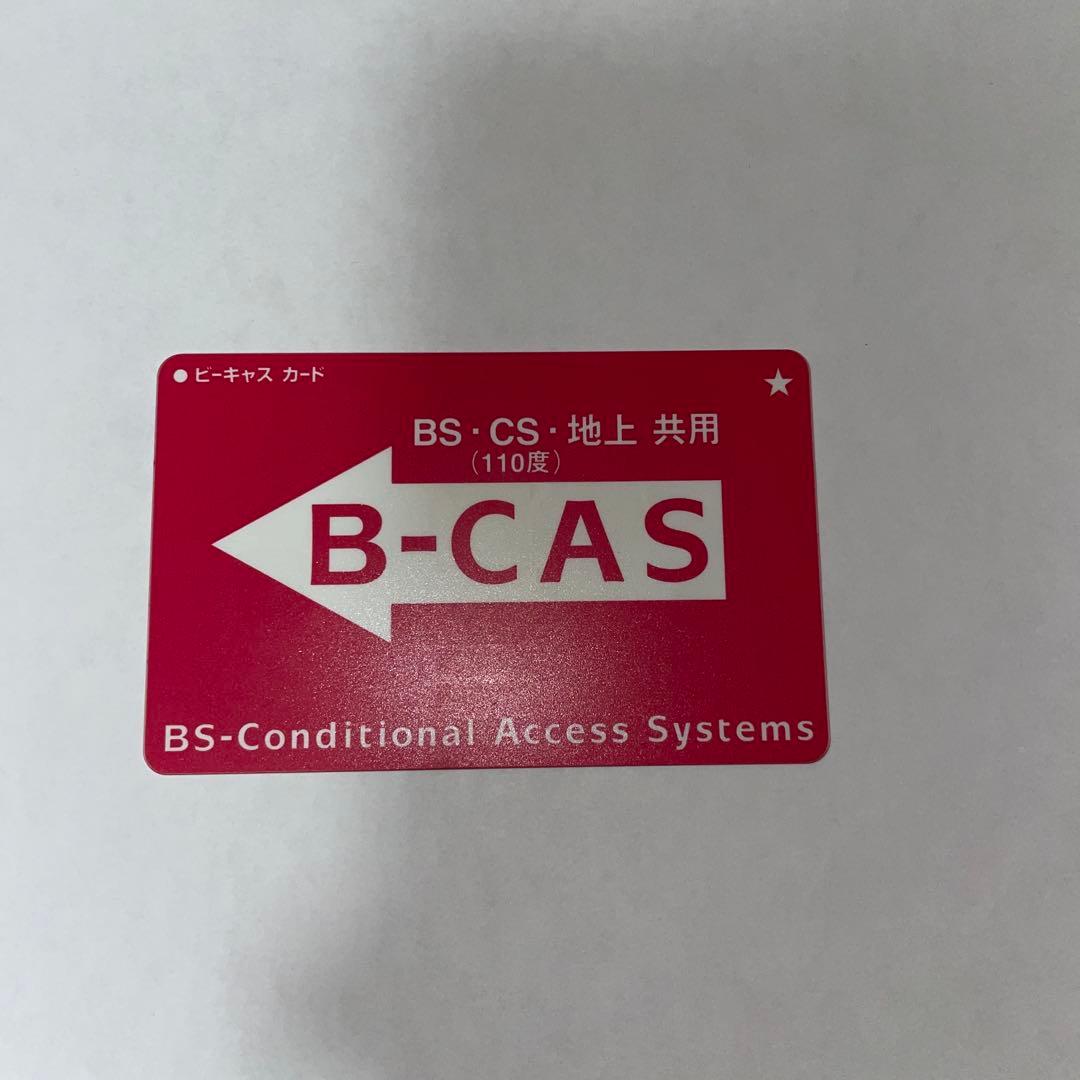 ●ビーキャス カード ★
BS・CS・地上 共用
(110度)
B-CAS
BS-Conditional Access Systems